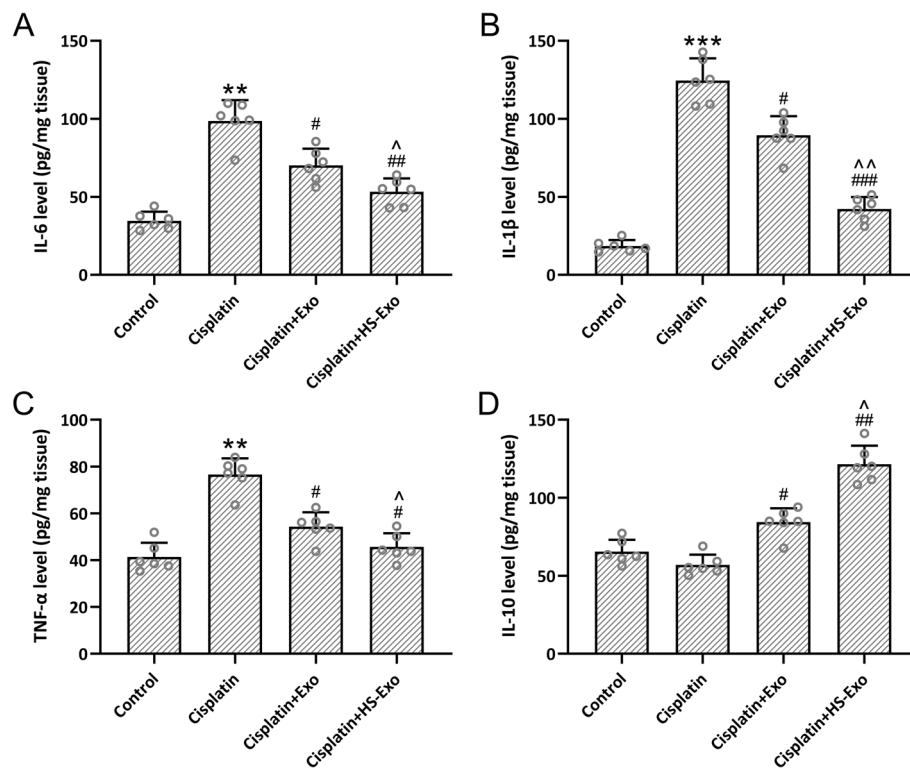 A
IL-6 level (pg/mg tissue)
150
100
50
0
**
#
^
##
Control
Cisplatin
Cisplatin+Exo
Cisplatin+HS-Exo
B
IL-1β level (pg/mg tissue)
150
100
50
0
***
#
^^
###
Control
Cisplatin
Cisplatin+Exo
Cisplatin+HS-Exo
C
TNF-α level (pg/mg tissue)
100
80
60
40
20
0
**
#
^
#
Control
Cisplatin
Cisplatin+Exo
Cisplatin+HS-Exo
D
IL-10 level (pg/mg tissue)
150
100
50
0
#
^
##
Control
Cisplatin
Cisplatin+Exo
Cisplatin+HS-Exo